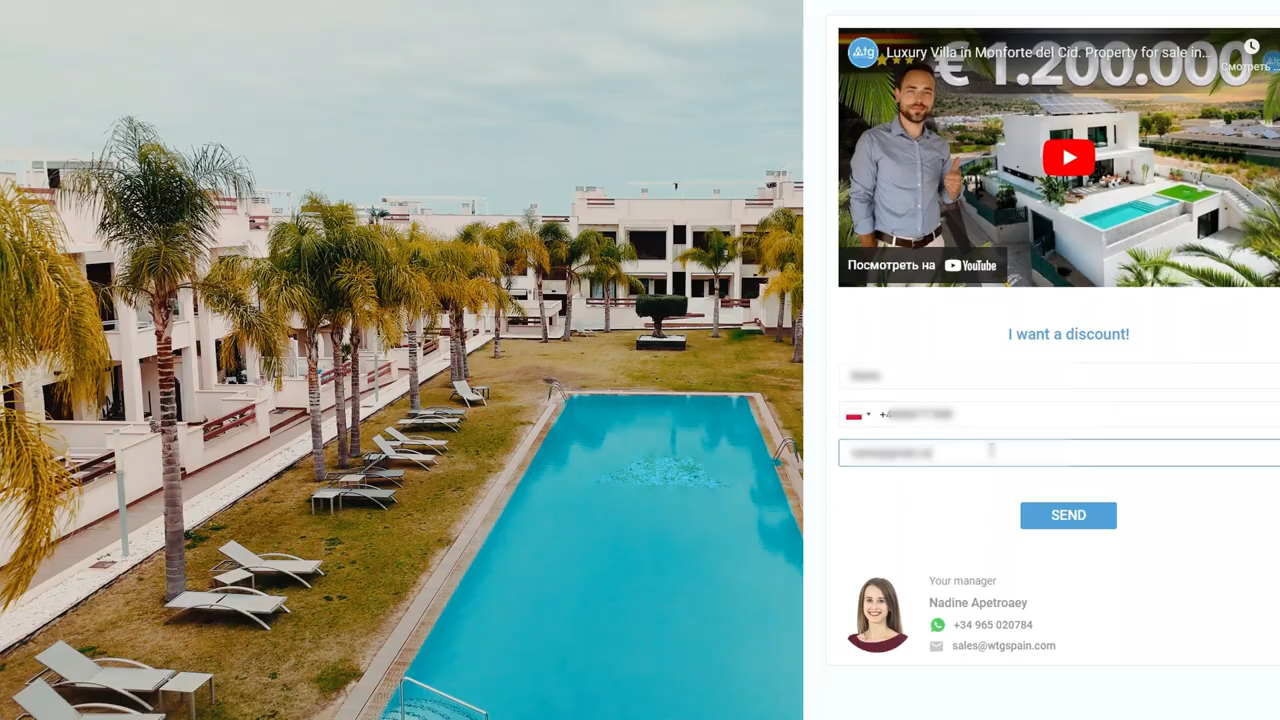 Luxury Villa in Monforte del Cid. Property for sale in...
€ 1.200.000
Смотреть ...
Посмотреть на YouTube
I want a discount!
SEND
Your manager
Nadine Apetroaey
+34 965 020784
sales@wtgspain.com